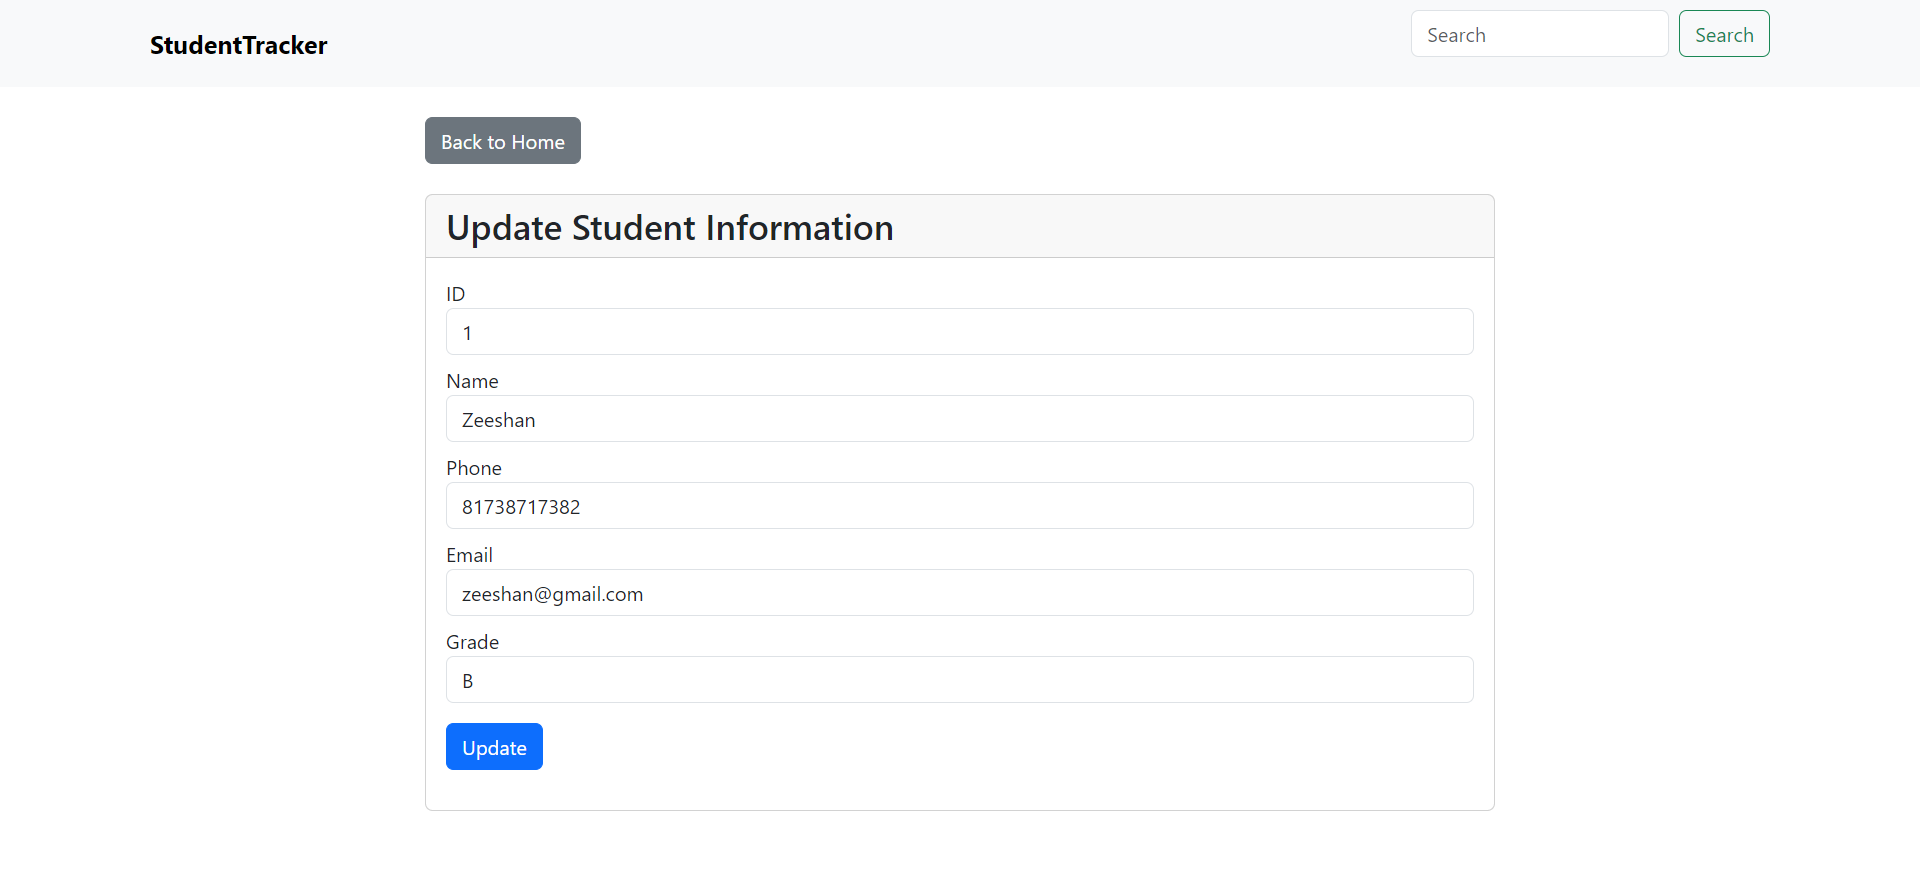 StudentTracker
Search Search
Back to Home
Update Student Information
ID
1
Name
Zeeshan
Phone
81738717382
Email
zeeshan@gmail.com
Grade
B
Update